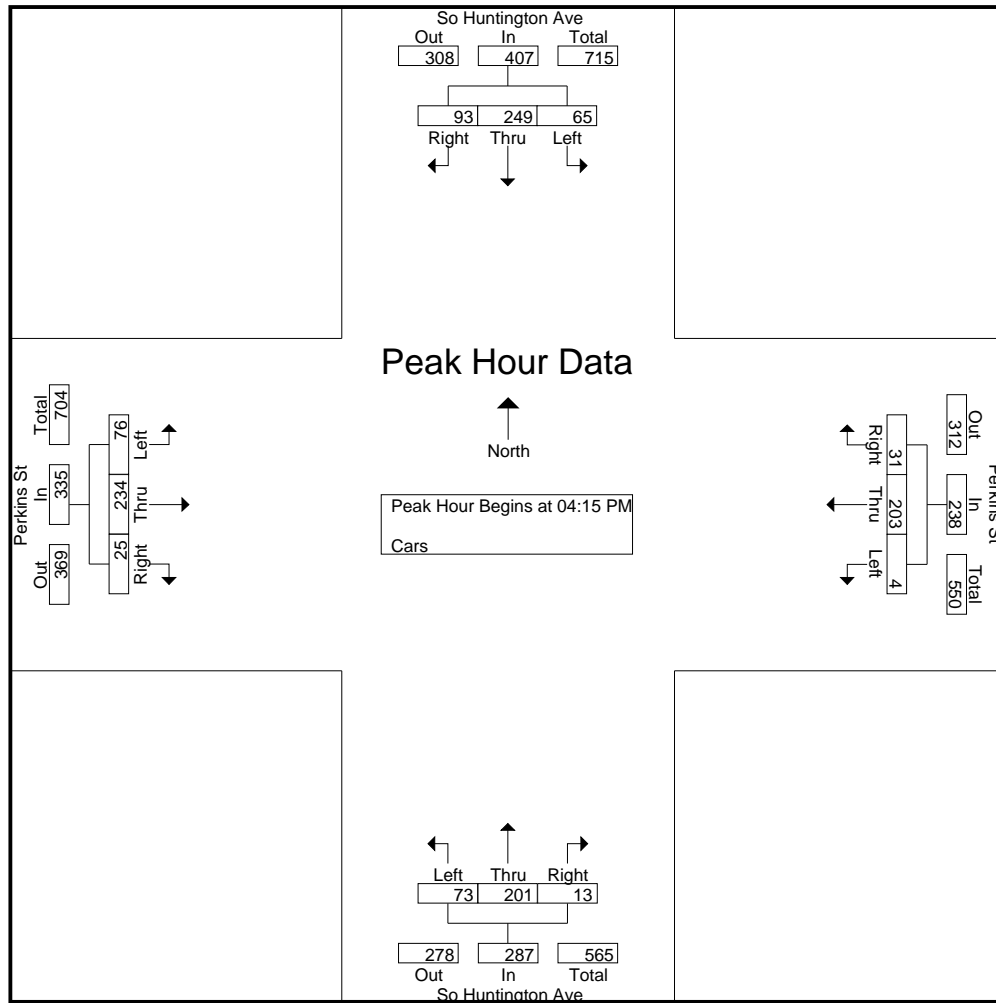 So Huntington Ave
Out In Total
308 407 715
93 249 65
Right Thru Left
Peak Hour Data
North
Peak Hour Begins at 04:15 PM
Cars
Perkins St
Out In Total
369 335 704
Right Thru Left
25 234 76
Perkins St
Out In Total
312 238 550
31 203 4
Right Thru Left
Left Thru Right
73 201 13
278 287 565
Out In Total
So Huntington Ave